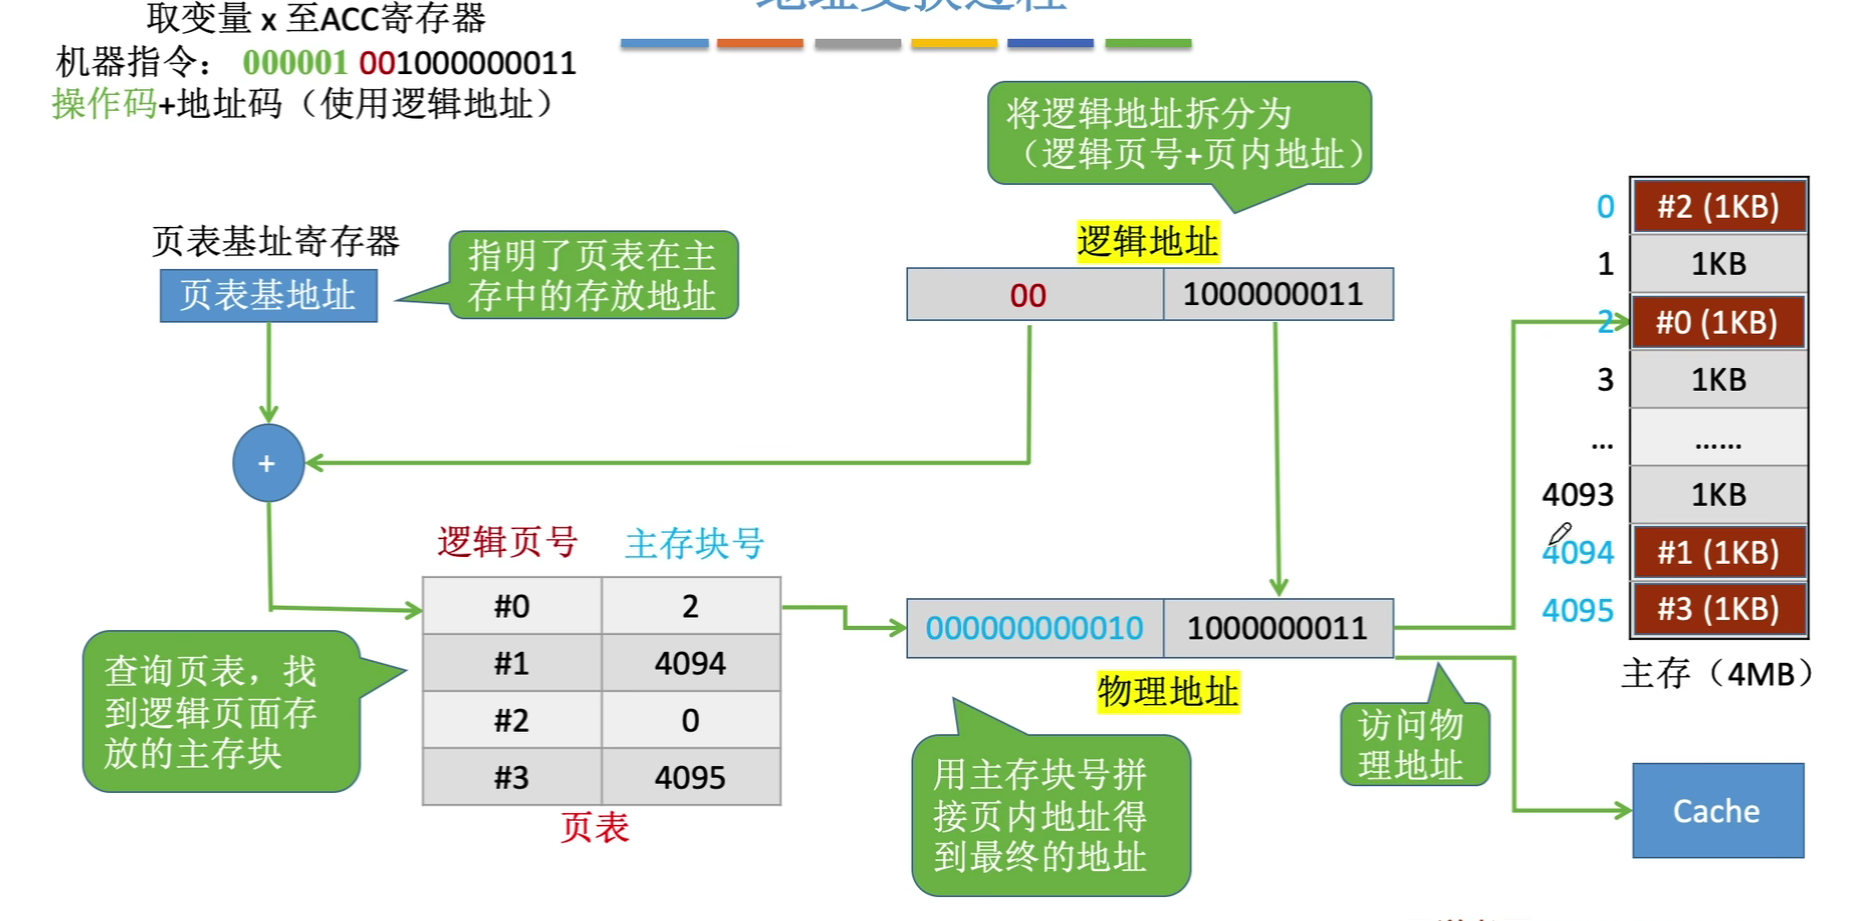 取变量 x 至ACC寄存器
机器指令： 000001 001000000011
操作码+地址码（使用逻辑地址）
地址变换过程
将逻辑地址拆分为
（逻辑页号+页内地址）
页表基址寄存器
页表基地址
指明了页表在主
存中的存放地址
逻辑地址
00 1000000011
+
逻辑页号 主存块号
#0 2
#1 4094
#2 0
#3 4095
页表
查询页表，找
到逻辑页面存
放的主存块
000000000010 1000000011
物理地址
用主存块号拼
接页内地址得
到最终的地址
访问物
理地址
0 #2 (1KB)
1 1KB
2 #0 (1KB)
3 1KB
... ......
4093 1KB
4094 #1 (1KB)
4095 #3 (1KB)
主存（4MB）
Cache